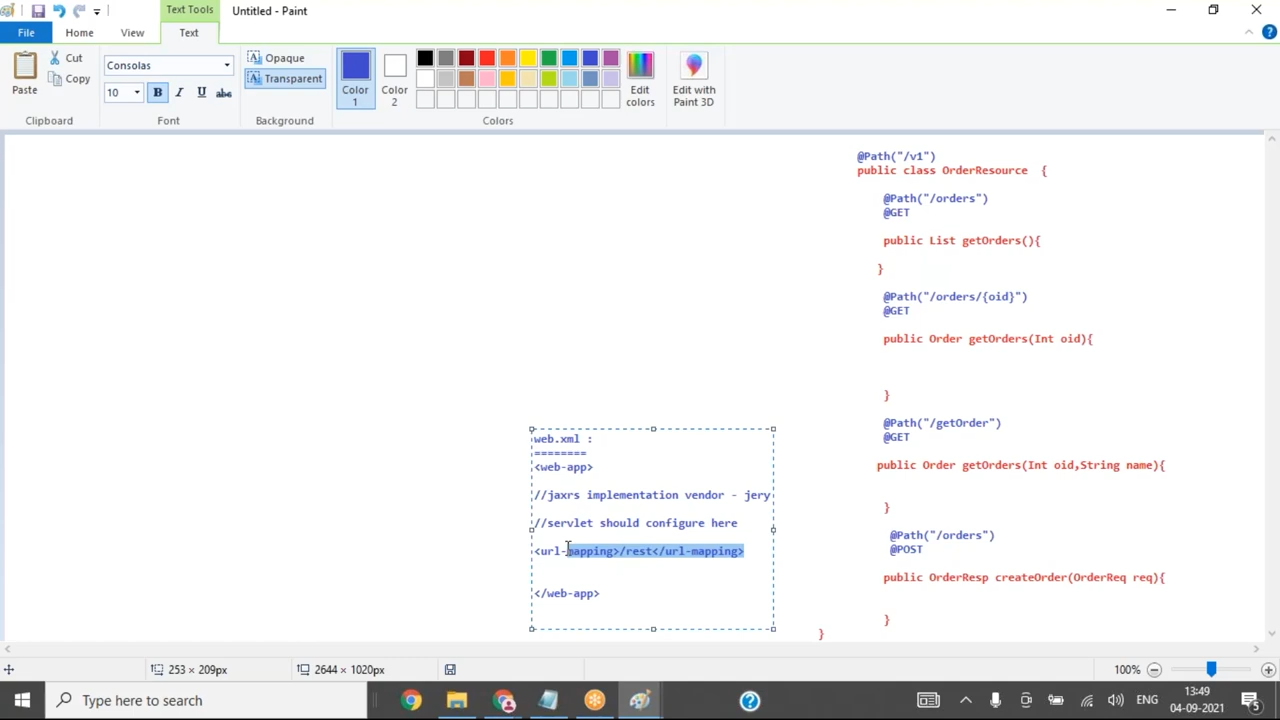 Text Tools
Untitled - Paint
File
Home
View
Text
Paste
Cut
Copy
Clipboard
Consolas
10
B
I
U
abc
Font
Opaque
Transparent
Background
Color 1
Color 2
Edit colors
Edit with Paint 3D
Colors
@Path("/v1")
public class OrderResource {
@Path("/orders")
@GET
public List getOrders(){
}
@Path("/orders/{oid}")
@GET
public Order getOrders(Int oid){
}
@Path("/getOrder")
@GET
public Order getOrders(Int oid,String name){
}
@Path("/orders")
@POST
public OrderResp createOrder(OrderReq req){
}
}
web.xml :
========
<web-app>
//jaxrs implementation vendor - jery
//servlet should configure here
<url-mapping>/rest</url-mapping>
</web-app>
253 × 209px
2644 × 1020px
100%
Type here to search
ENG
13:49
04-09-2021
5